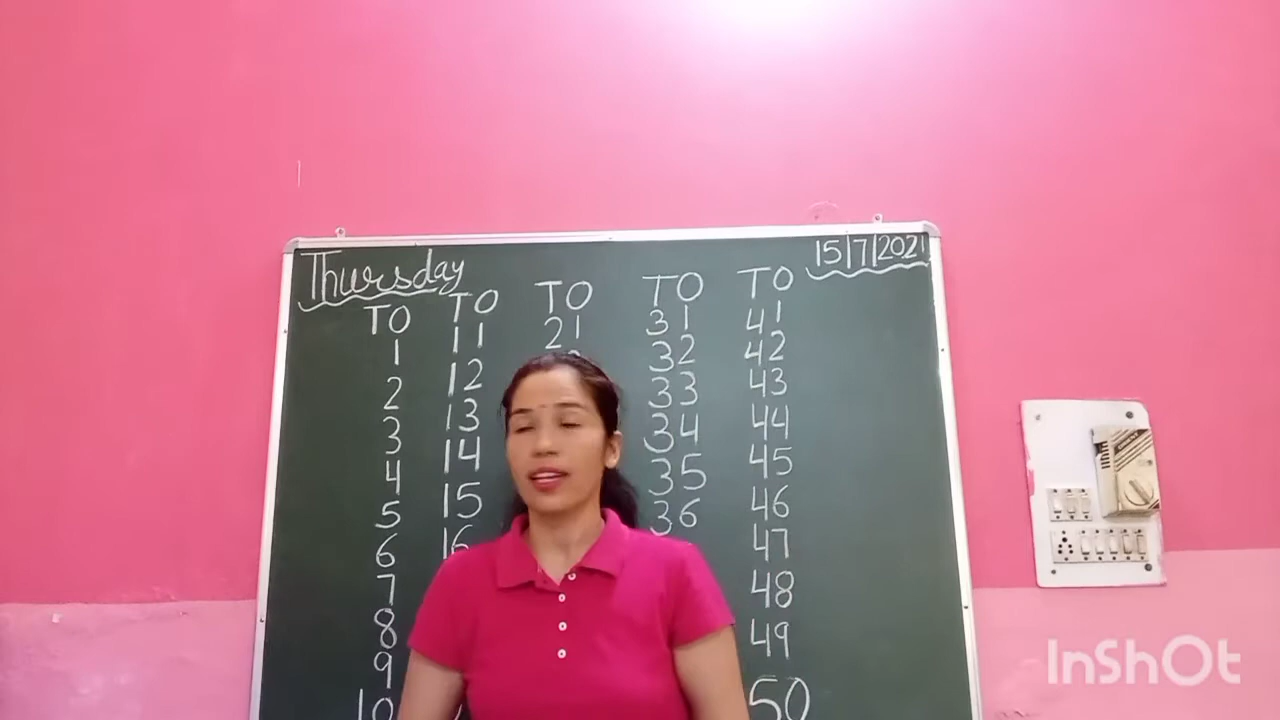 Thursday
15/7/2021
TO TO TO TO TO
1 11 21 31 41
2 12 32 42
3 13 33 43
4 14 34 44
5 15 35 45
6 16 36 46
7 47
8 48
9 49
10 50
InShOt